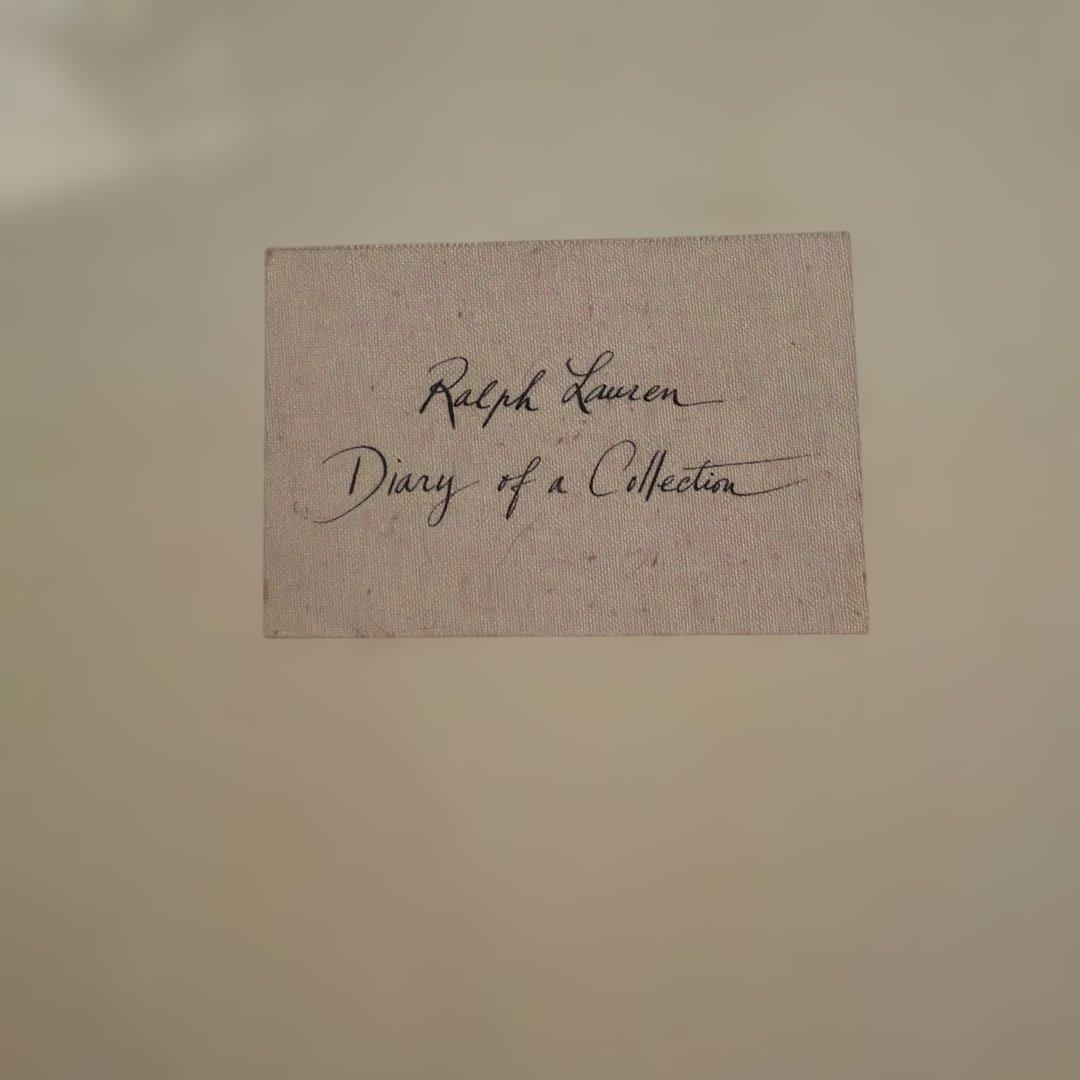 Ralph Lauren
Diary of a Collection